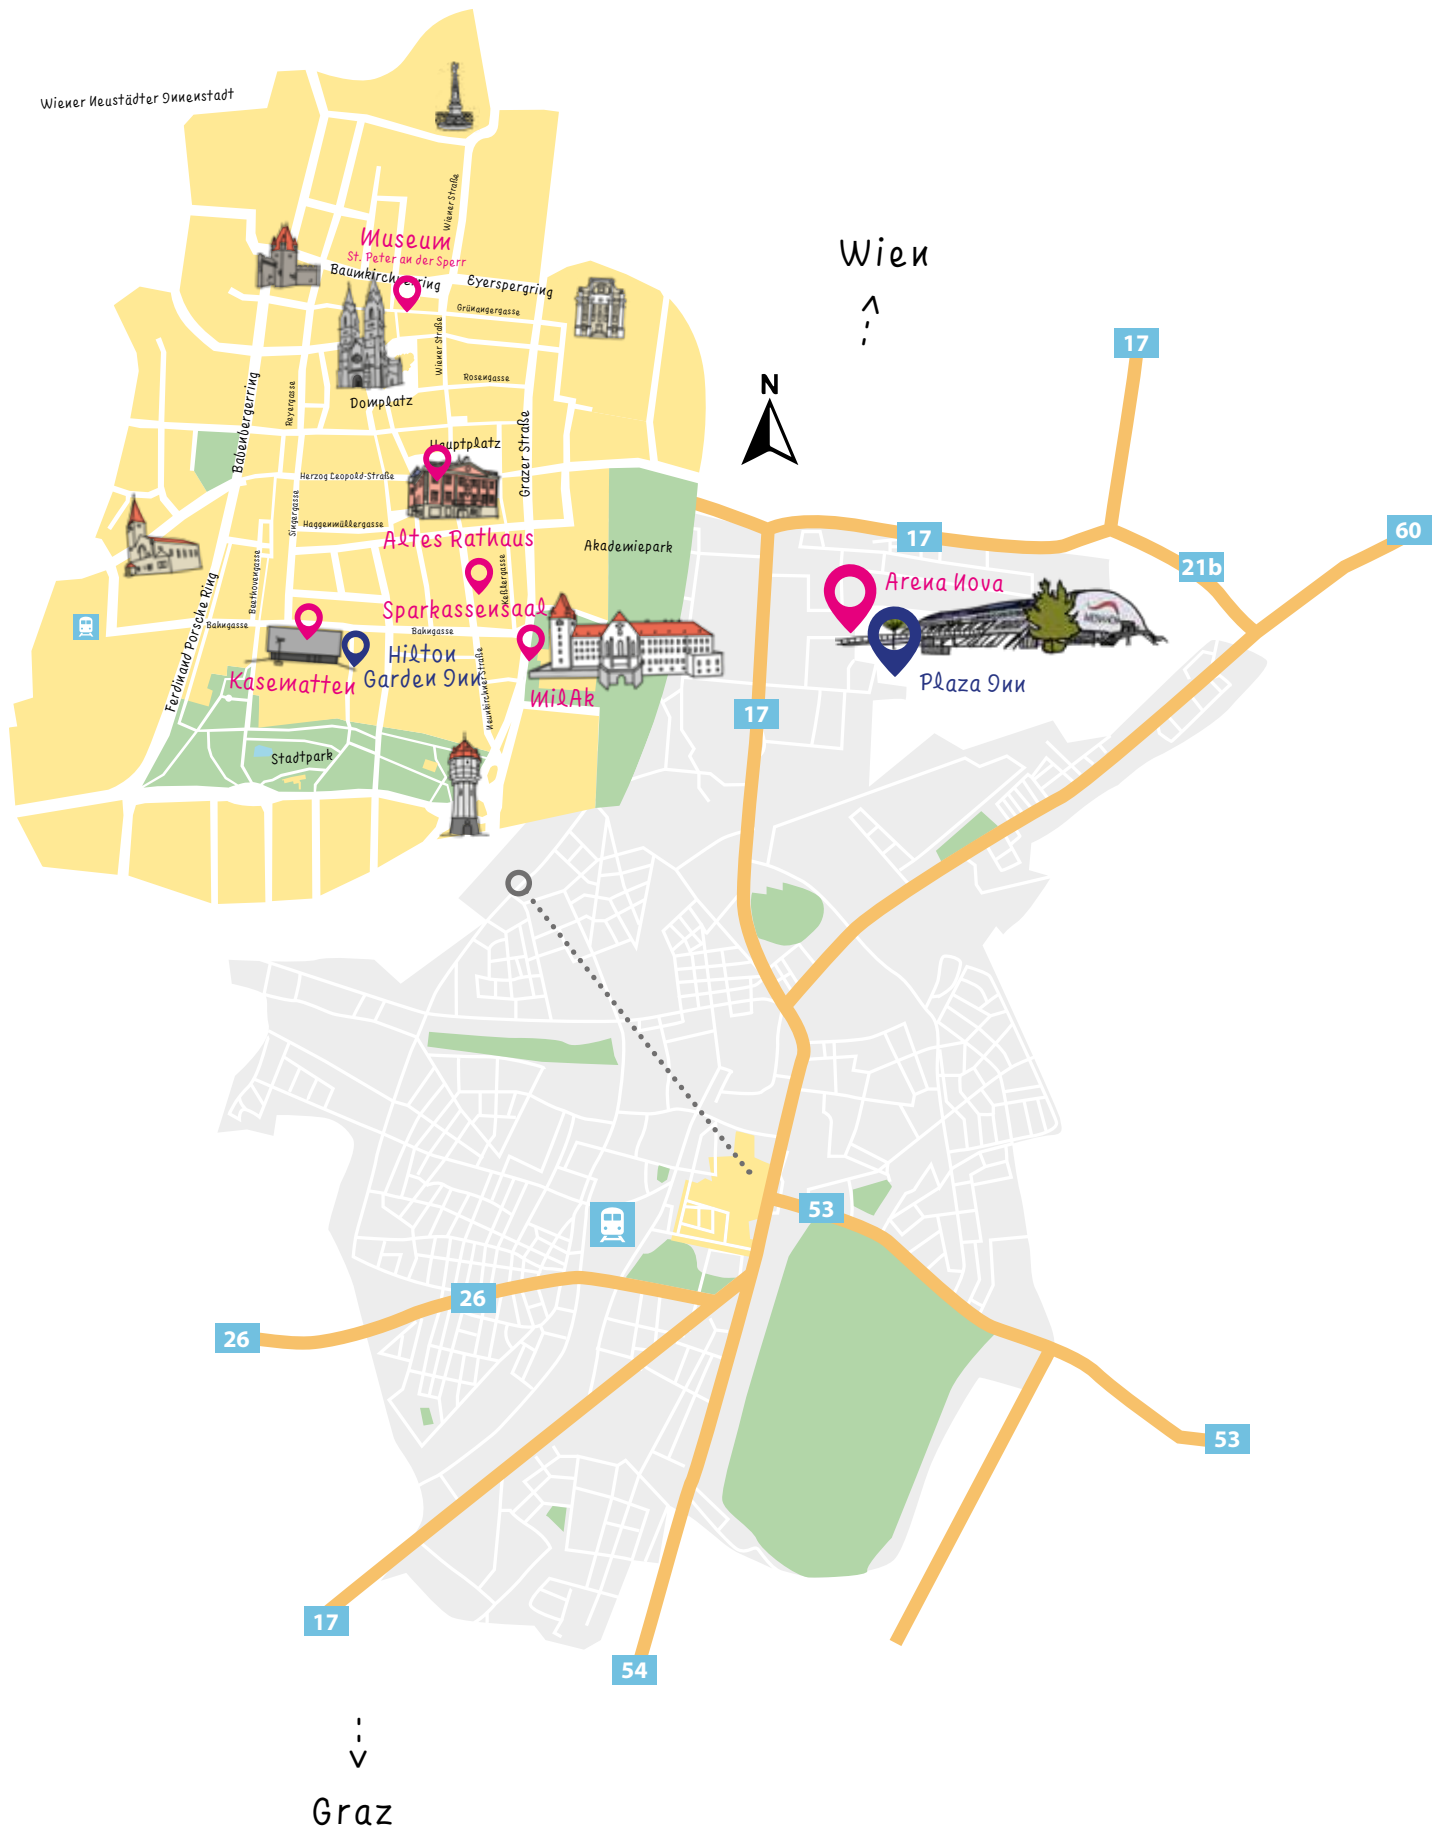 Wiener Neustädter Innenstadt
Wiener Straße
Museum
St. Peter an der Sperr
Baumkirchnerring
Eyerspergring
Grünangergasse
Wiener Straße
Rosengasse
Domplatz
Reyergasse
Babenbergerring
Hauptplatz
Grazer Straße
Herzog Leopold-Straße
Singergasse
Haggenmüllergasse
Altes Rathaus
Akademiepark
Keßlergasse
Beethovengasse
Sparkassensaal
Ferdinand Porsche Ring
Bahngasse
Bahngasse
Hilton
Garden Inn
Kasematten
Neunkirchner Straße
MilAk
Stadtpark
Wien
N
17
17
60
21b
Arena Nova
Plaza Inn
17
53
26
26
53
17
54
Graz